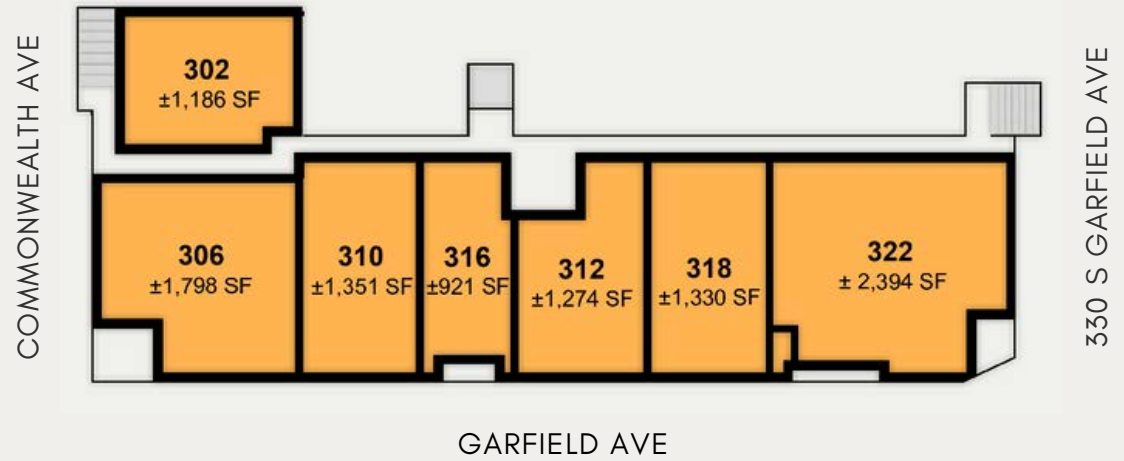 COMMONWEALTH AVE
302
±1,186 SF
306
±1,798 SF
310
±1,351 SF
316
±921 SF
312
±1,274 SF
318
±1,330 SF
322
± 2,394 SF
330 S GARFIELD AVE
GARFIELD AVE